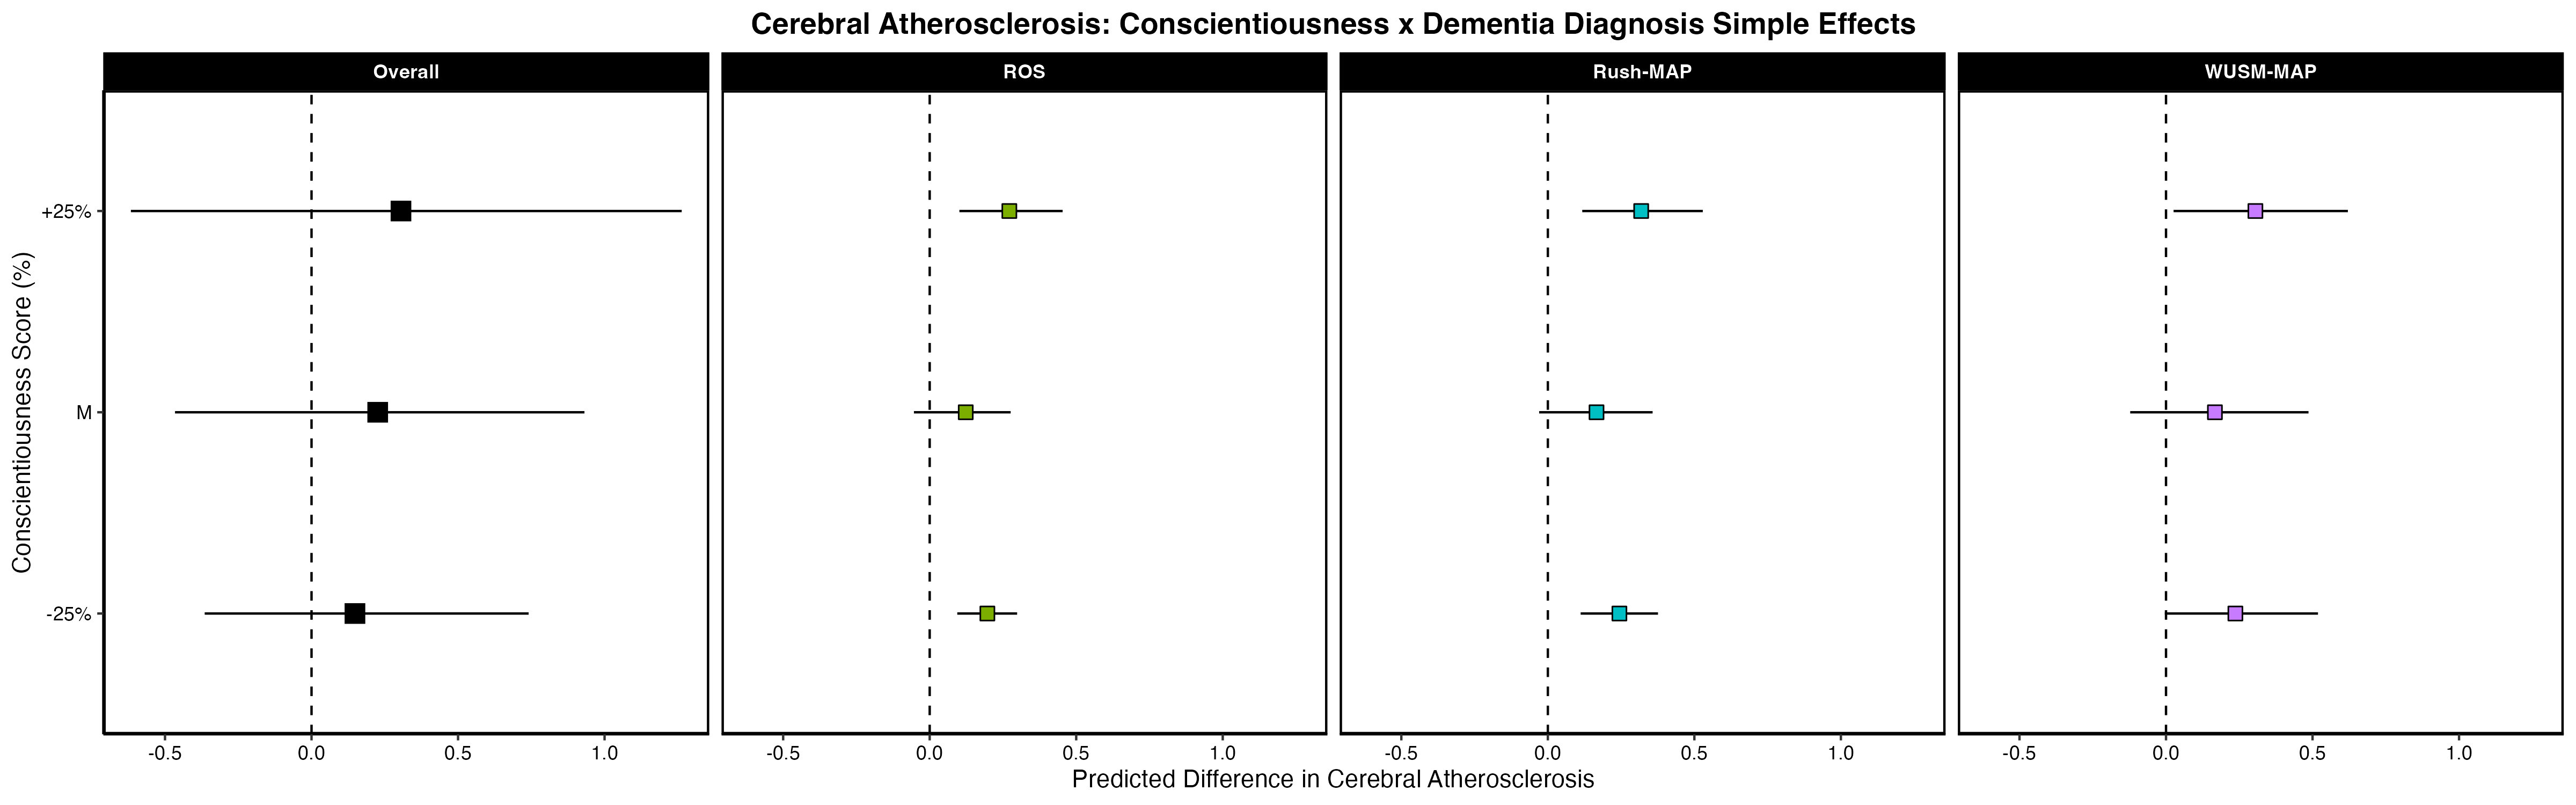 Cerebral Atherosclerosis: Conscientiousness x Dementia Diagnosis Simple Effects
Overall
ROS
Rush-MAP
WUSM-MAP
Conscientiousness Score (%)
+25%
M
-25%
-0.5 0.0 0.5 1.0
-0.5 0.0 0.5 1.0
-0.5 0.0 0.5 1.0
-0.5 0.0 0.5 1.0
Predicted Difference in Cerebral Atherosclerosis